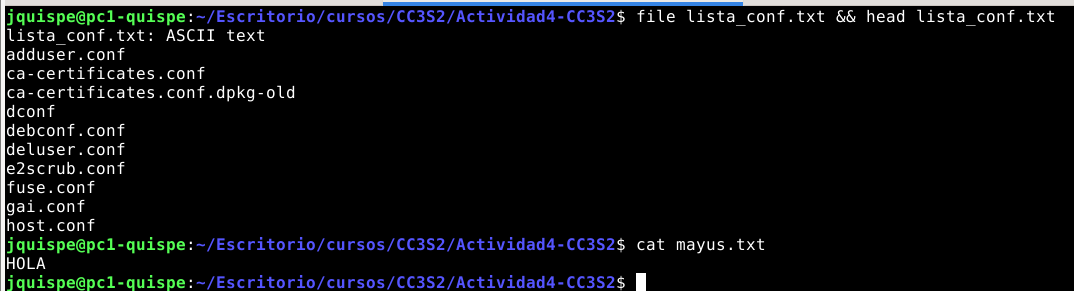 jquispe@pc1-quispe:~/Escritorio/cursos/CC3S2/Actividad4-CC3S2$ file lista_conf.txt && head lista_conf.txt
lista_conf.txt: ASCII text
adduser.conf
ca-certificates.conf
ca-certificates.conf.dpkg-old
dconf
debconf.conf
deluser.conf
e2scrub.conf
fuse.conf
gai.conf
host.conf
jquispe@pc1-quispe:~/Escritorio/cursos/CC3S2/Actividad4-CC3S2$ cat mayus.txt
HOLA
jquispe@pc1-quispe:~/Escritorio/cursos/CC3S2/Actividad4-CC3S2$